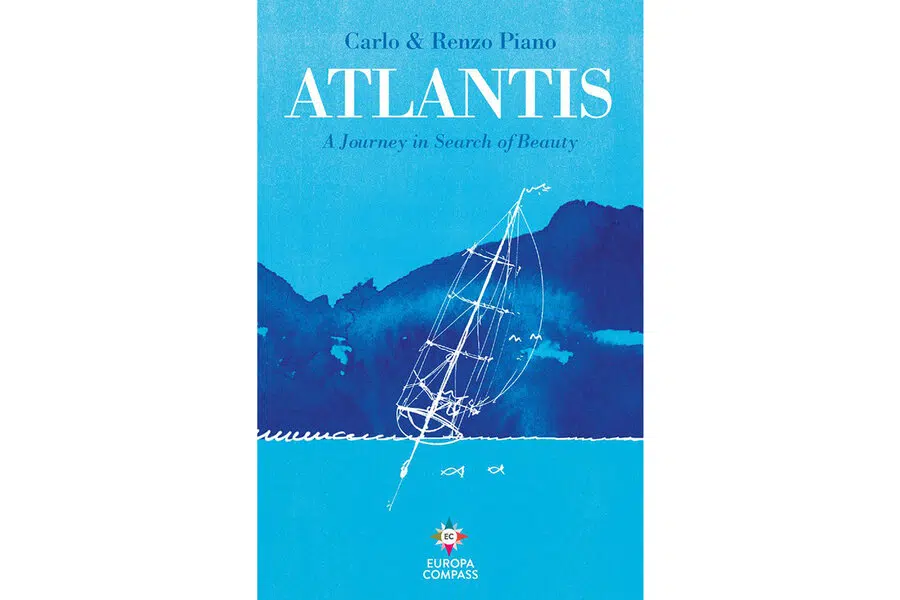 Carlo & Renzo Piano
ATLANTIS
A Journey in Search of Beauty
EC
EUROPA
COMPASS